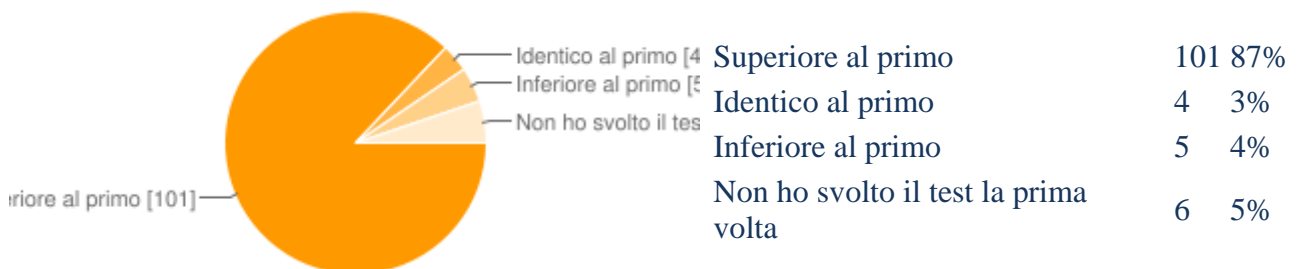 Identico al primo [4
Inferiore al primo [5
Non ho svolto il tes
riore al primo [101]
Superiore al primo 101 87%
Identico al primo 4 3%
Inferiore al primo 5 4%
Non ho svolto il test la prima
volta 6 5%